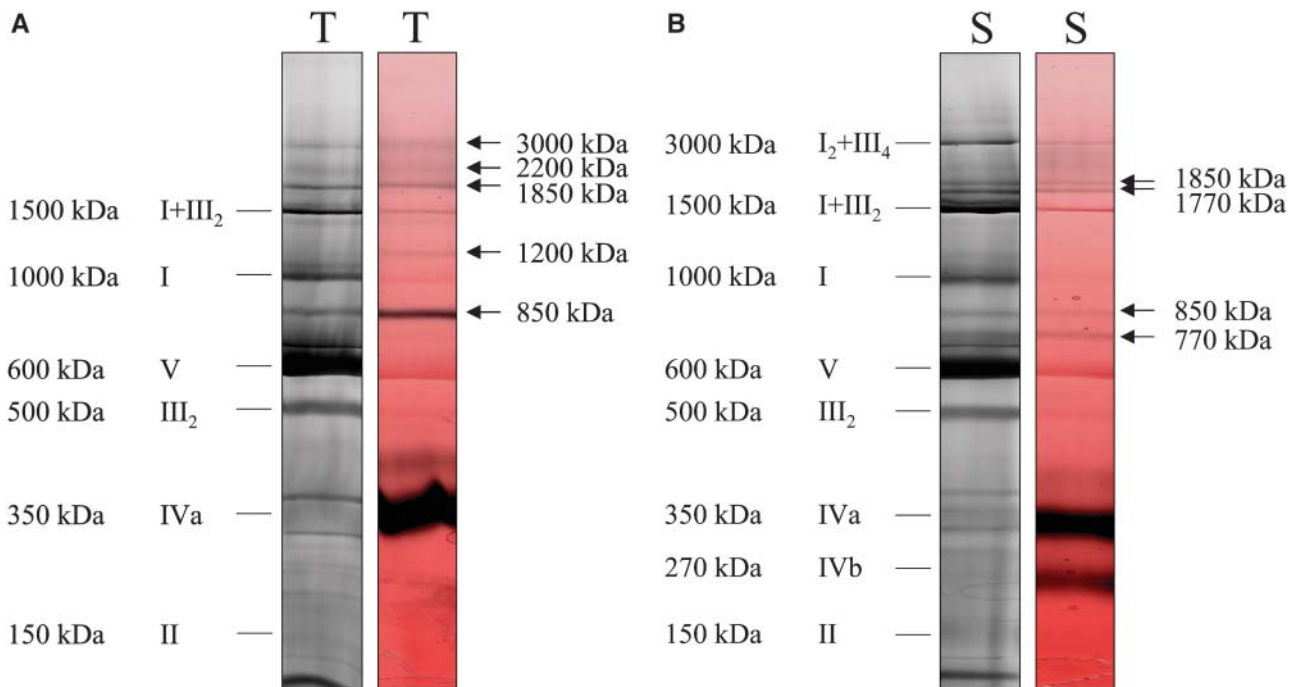 A
T T
3000 kDa
2200 kDa
1850 kDa
1500 kDa I+III₂
1200 kDa
1000 kDa I
850 kDa
600 kDa V
500 kDa III₂
350 kDa IVa
150 kDa II
B
S S
3000 kDa I₂+III₄
1850 kDa
1770 kDa
1500 kDa I+III₂
1000 kDa I
850 kDa
770 kDa
600 kDa V
500 kDa III₂
350 kDa IVa
270 kDa IVb
150 kDa II